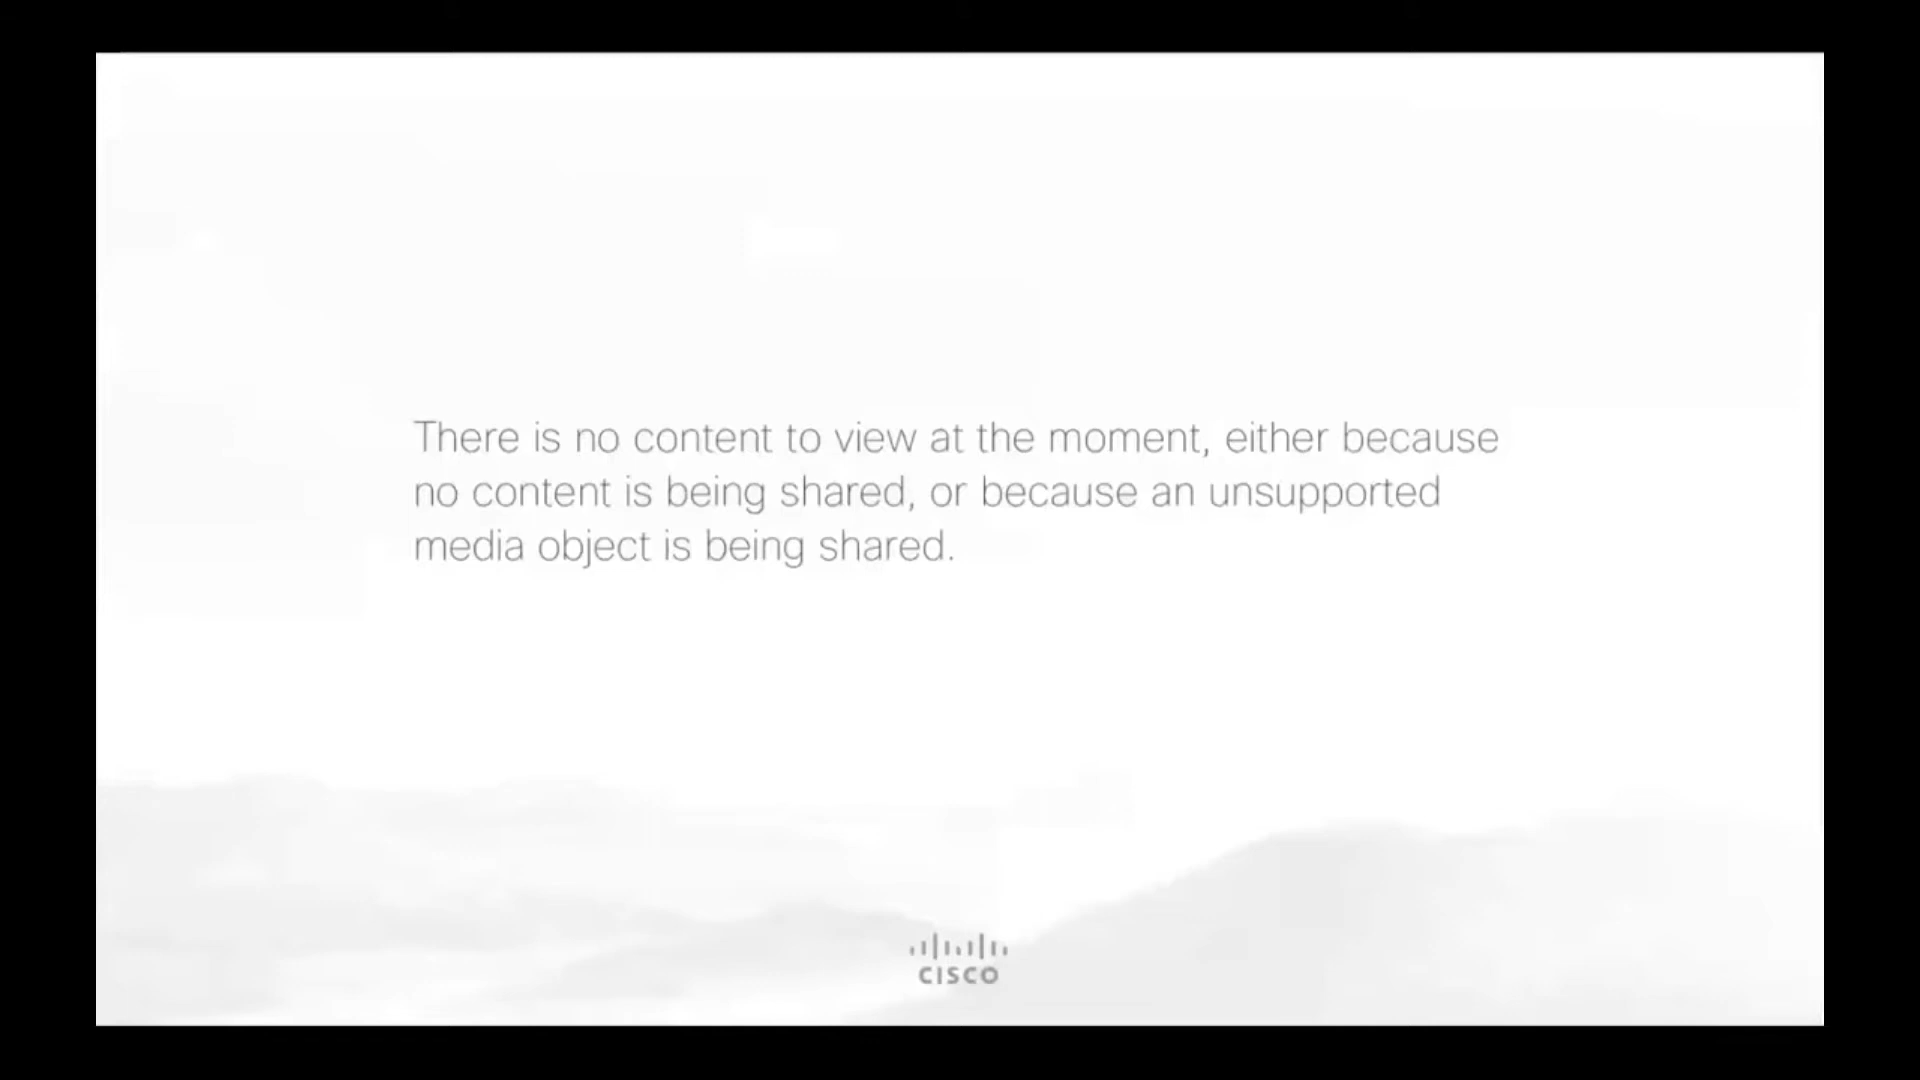 There is no content to view at the moment, either because
no content is being shared, or because an unsupported
media object is being shared.
CISCO